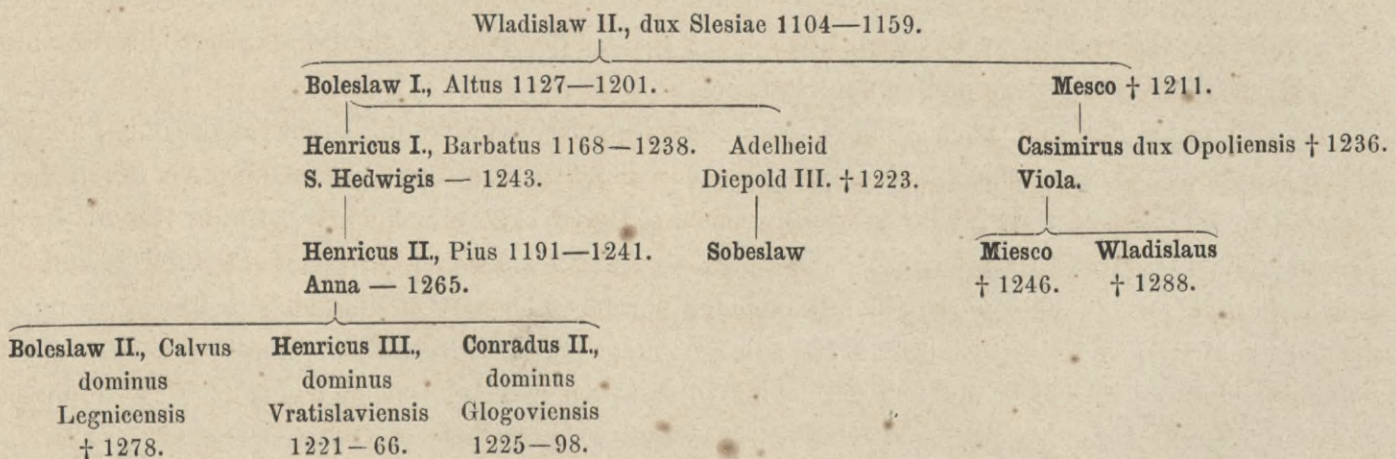 Wladislaw II., dux Slesiae 1104—1159.
Boleslaw I., Altus 1127—1201. Mesco † 1211.
Henricus I., Barbatus 1168—1238. Adelheid Casimirus dux Opoliensis † 1236.
S. Hedwigis — 1243. Diepold III. † 1223. Viola.
Henricus II., Pius 1191—1241. Sobeslaw Miesco Wladislaus
Anna — 1265. † 1246. † 1288.
Boleslaw II., Calvus Henricus III., Conradus II.,
dominus dominus dominus
Legnicensis Vratislaviensis Glogoviensis
† 1278. 1221—66. 1225—98.